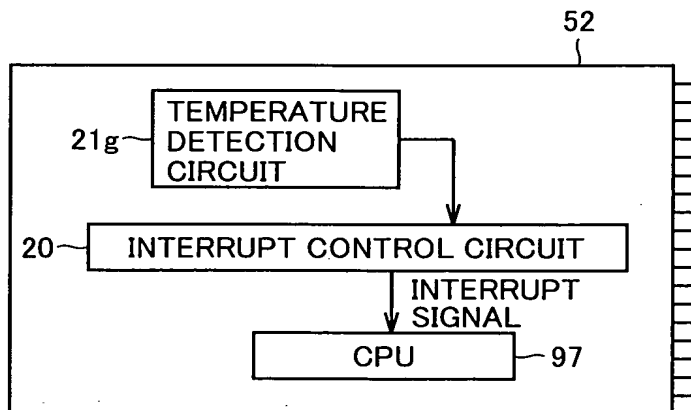 52
TEMPERATURE
DETECTION
CIRCUIT
21g
20
INTERRUPT CONTROL CIRCUIT
INTERRUPT
SIGNAL
CPU
97